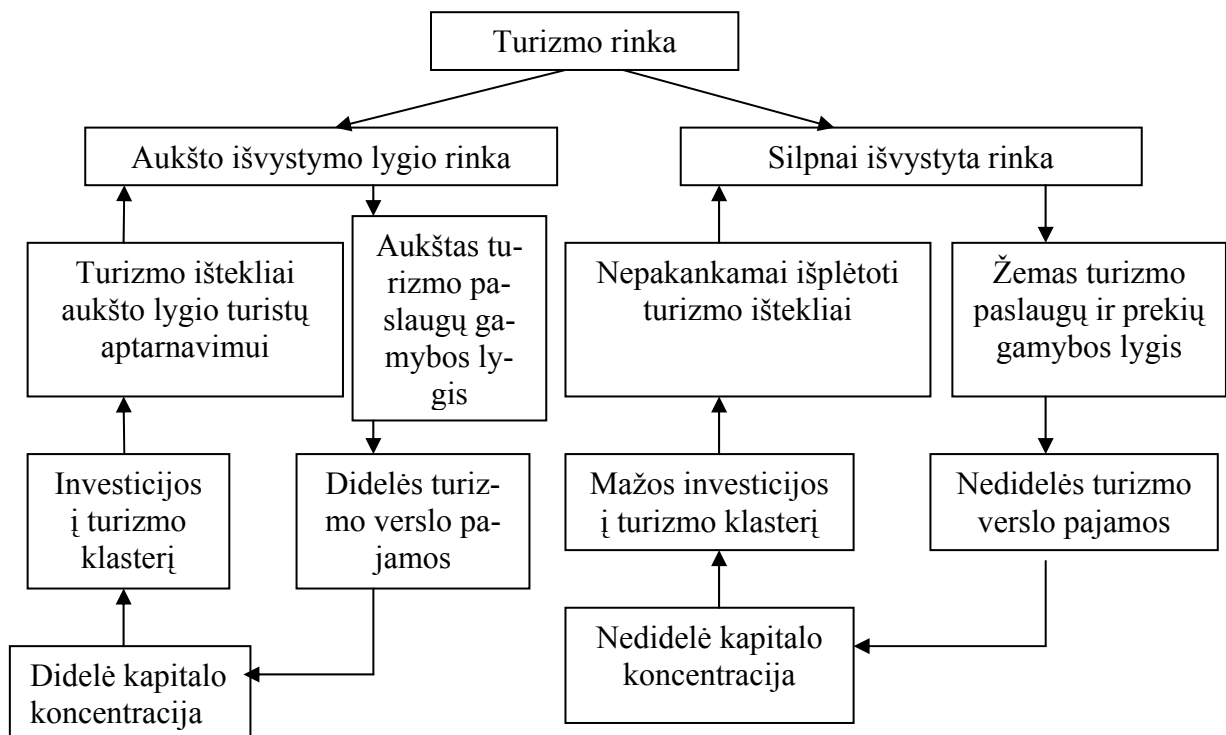 Turizmo rinka
Aukšto išvystymo lygio rinka
Silpnai išvystyta rinka
Turizmo ištekliai
aukšto lygio turistų
aptarnavimui
Aukštas tu-
rizmo pa-
slaugų ga-
mybos ly-
gis
Nepakankamai išplėtoti
turizmo ištekliai
Žemas turizmo
paslaugų ir prekių
gamybos lygis
Investicijos
į turizmo
klasterį
Didelės turiz-
mo verslo pa-
jamos
Mažos investicijos
į turizmo klasterį
Nedidelės turizmo
verslo pajamos
Didelė kapitalo
koncentracija
Nedidelė kapitalo
koncentracija